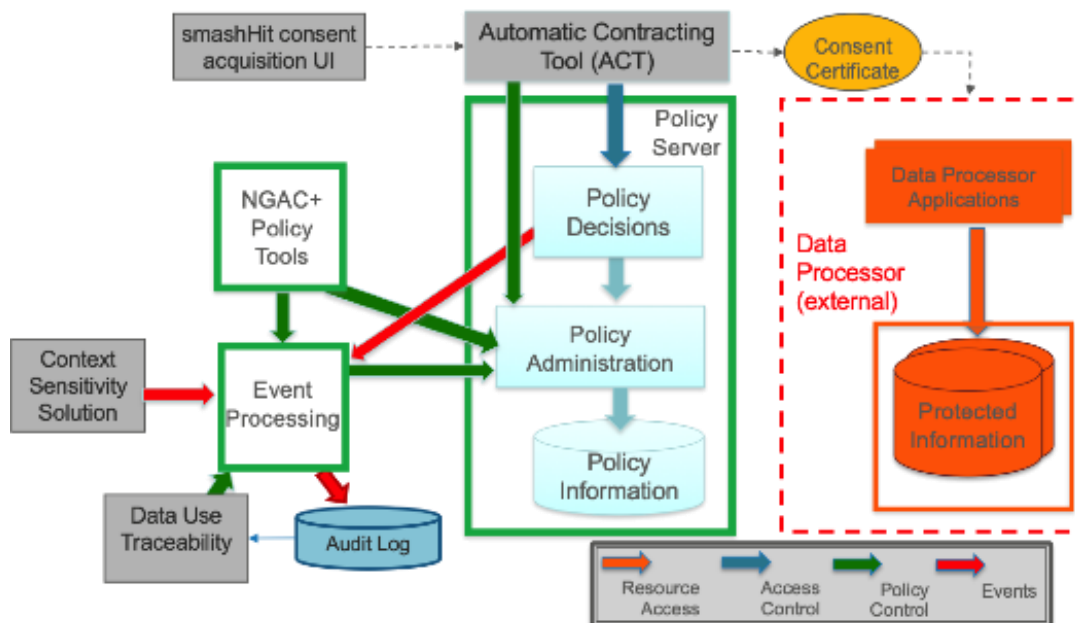 smashHit consent
acquisition UI
Automatic Contracting
Tool (ACT)
Consent
Certificate
Policy
Server
NGAC+
Policy
Tools
Policy
Decisions
Data Processor
Applications
Data
Processor
(external)
Context
Sensitivity
Solution
Event
Processing
Policy
Administration
Protected
Information
Policy
Information
Data Use
Traceability
Audit Log
Resource
Access
Access
Control
Policy
Control
Events